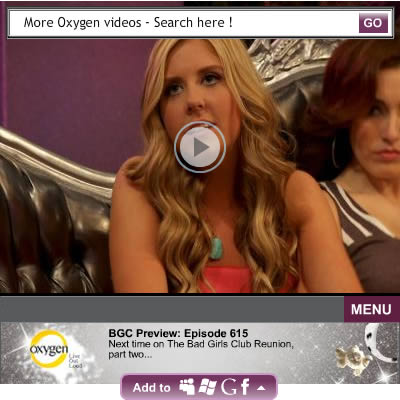 More Oxygen videos - Search here !
GO
MENU
BGC Preview: Episode 615
Next time on The Bad Girls Club Reunion,
part two...
oxygen
Live
Out
Loud
Add to